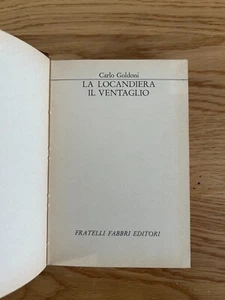 Carlo Goldoni
LA LOCANDIERA
IL VENTAGLIO
FRATELLI FABBRI EDITORI